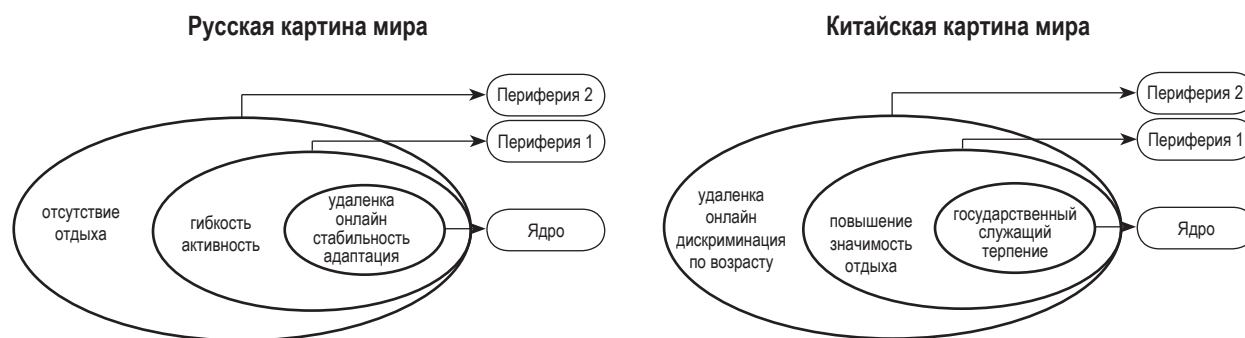 Русская картина мира
Периферия 2
Периферия 1
Ядро
отсутствие
отдыха
гибкость
активность
удаленка
онлайн
стабильность
адаптация
Китайская картина мира
Периферия 2
Периферия 1
Ядро
удаленка
онлайн
дискриминация
по возрасту
повышение
значимость
отдыха
государственный
служащий
терпение